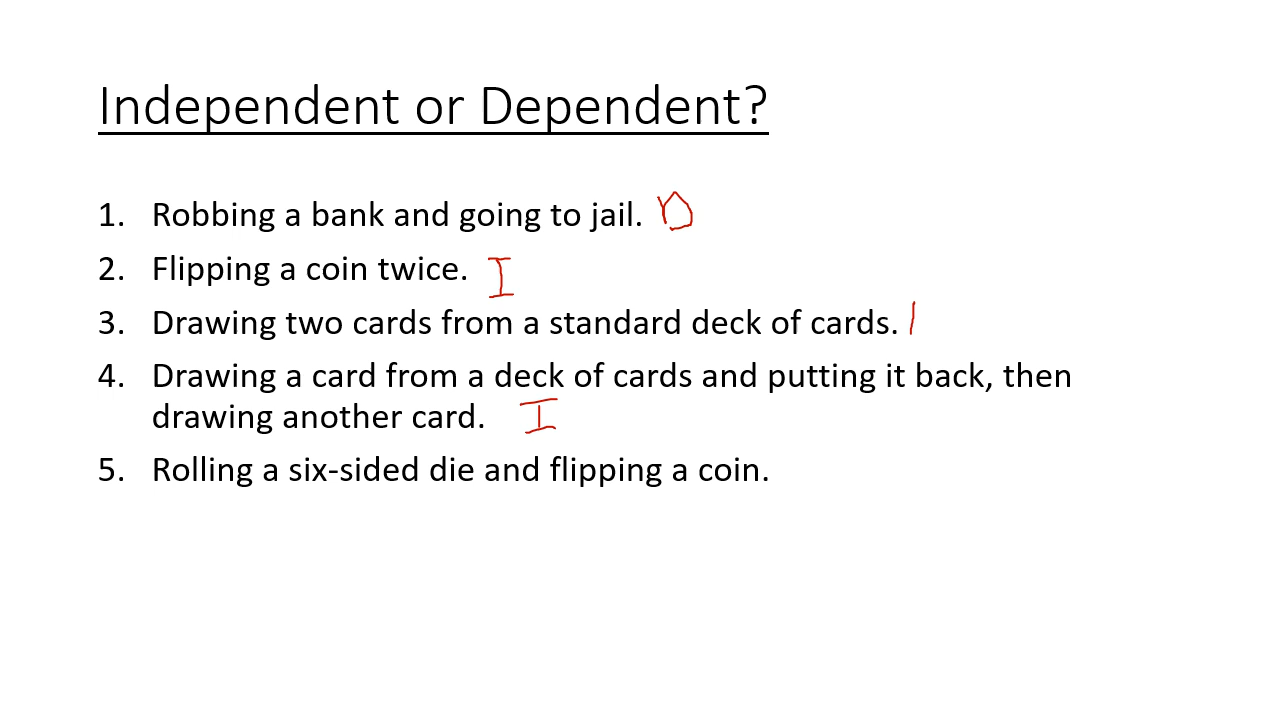 Independent or Dependent?
1. Robbing a bank and going to jail. D
2. Flipping a coin twice. I
3. Drawing two cards from a standard deck of cards.
4. Drawing a card from a deck of cards and putting it back, then
drawing another card. I
5. Rolling a six-sided die and flipping a coin.